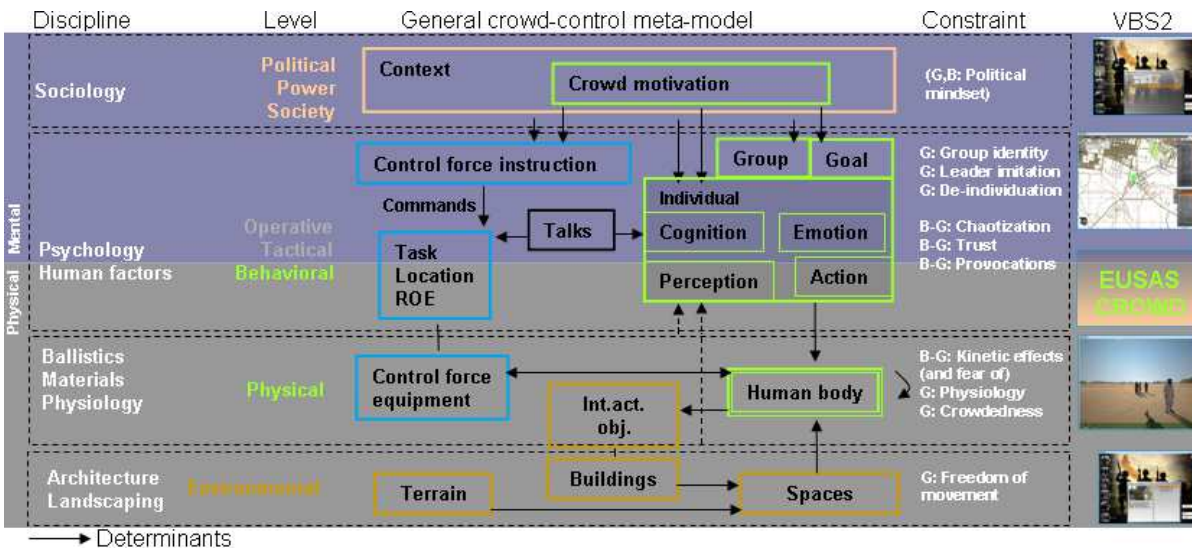 Discipline Level General crowd-control meta-model Constraint VBS2
Sociology
Political
Power
Society
Context
Crowd motivation
(G,B: Political
mindset)
Mental
Physical
Psychology
Human factors
Operative
Tactical
Behavioral
Control force instruction
Commands
Talks
Task
Location
ROE
Group
Goal
Individual
Cognition
Emotion
Perception
Action
G: Group identity
G: Leader imitation
G: De-individuation
B-G: Chaotization
B-G: Trust
B-G: Provocations
EUSAS
CROWD
Ballistics
Materials
Physiology
Physical
Control force
equipment
Int.act.
obj.
Human body
B-G: Kinetic effects
(and fear of)
G: Physiology
G: Crowdedness
Architecture
Landscaping
Environmental
Terrain
Buildings
Spaces
G: Freedom of
movement
Determinants